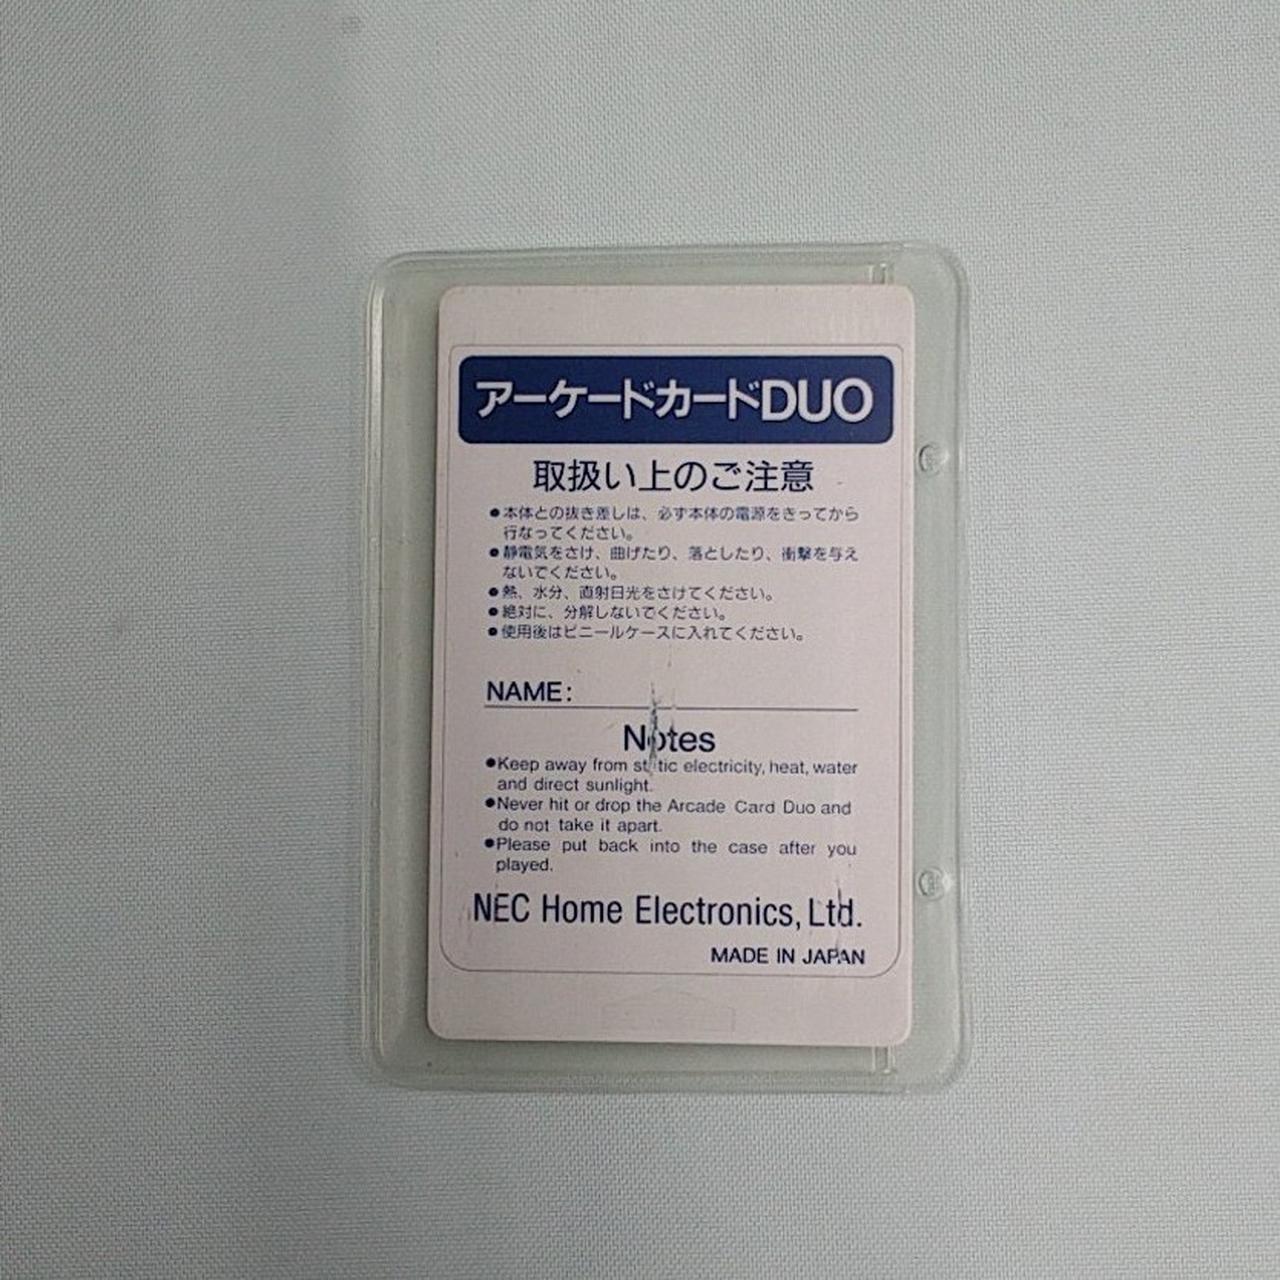 アーケードカードDUO
取扱い上のご注意
●本体との抜き差しは、必ず本体の電源をきってから
行なってください。
●静電気をさけ、曲げたり、落としたり、衝撃を与え
ないでください。
●熱、水分、直射日光をさけてください。
●絶対に、分解しないでください。
●使用後はビニールケースに入れてください。
NAME:
Notes
●Keep away from static electricity, heat, water
and direct sunlight.
●Never hit or drop the Arcade Card Duo and
do not take it apart.
●Please put back into the case after you
played.
NEC Home Electronics, Ltd.
MADE IN JAPAN